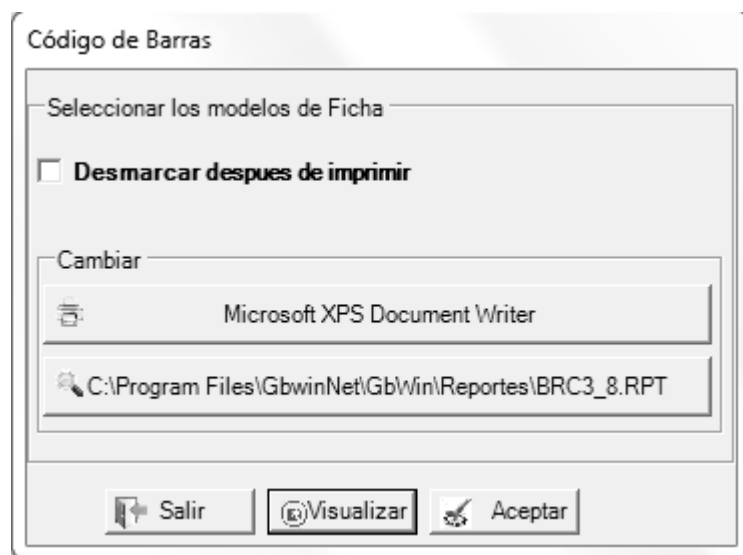 Código de Barras
Seleccionar los modelos de Ficha
Desmarcar despues de imprimir
Cambiar
Microsoft XPS Document Writer
C:\Program Files\GbwinNet\GbWin\Reportes\BRC3_8.RPT
Salir Visualizar Aceptar